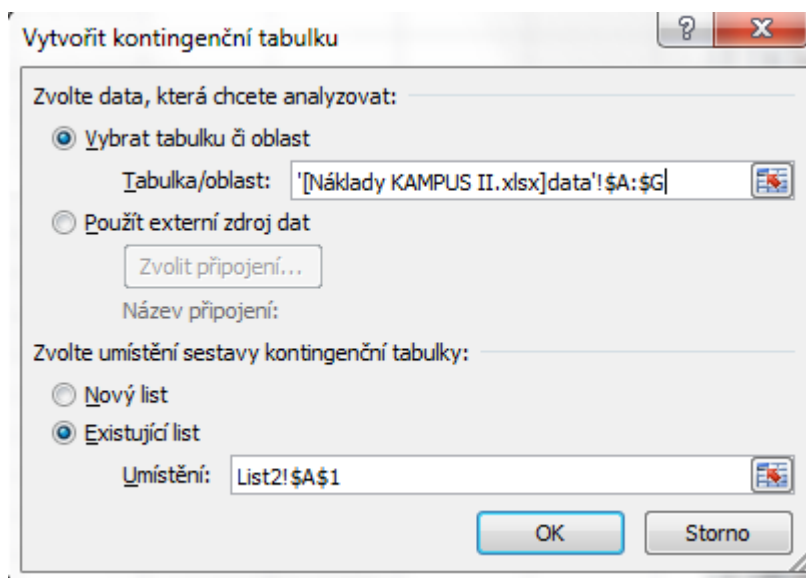 Vytvořit kontingenční tabulku
Zvolte data, která chcete analyzovat:
Vybrat tabulku či oblast
Tabulka/oblast: '[Náklady KAMPUS II.xlsx]data'!$A:$G
Použít externí zdroj dat
Zvolit připojení...
Název připojení:
Zvolte umístění sestavy kontingenční tabulky:
Nový list
Existující list
Umístění: List2!$A$1
OK Storno